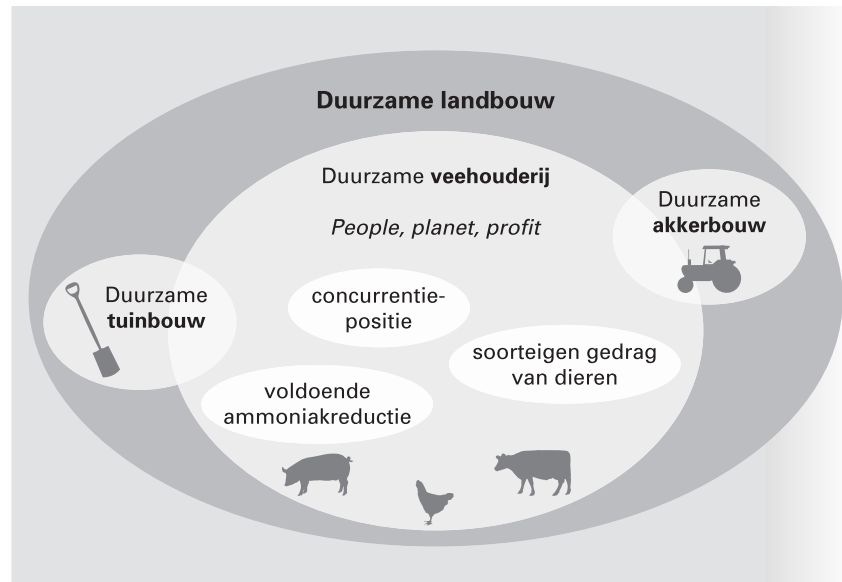 Duurzame landbouw
Duurzame veehouderij
People, planet, profit
Duurzame
akkerbouw
Duurzame
tuinbouw
concurrentie-
positie
soorteigen gedrag
van dieren
voldoende
ammoniakreductie